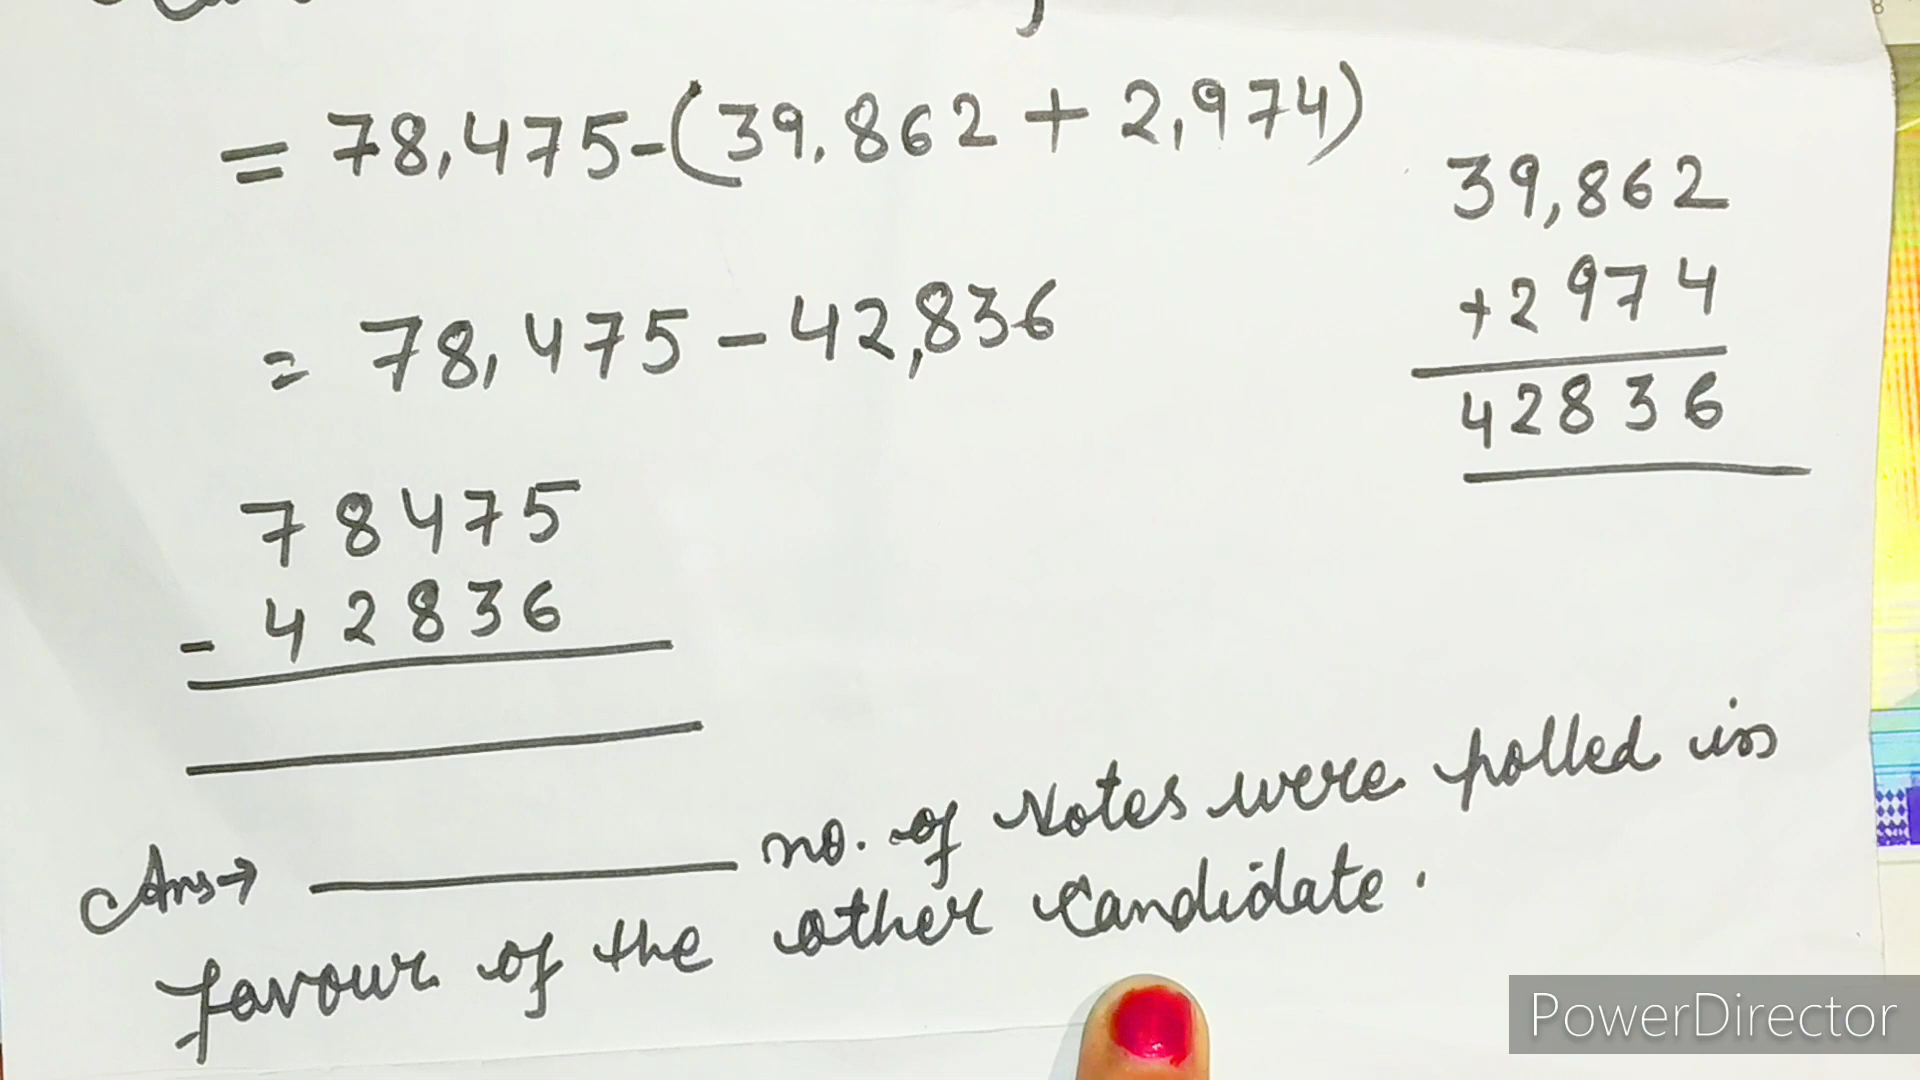 = 78,475-(39,862 + 2,974)
39,862
+2974
42836
= 78,475 - 42,836
78475
- 42836
Ans→ ________ no. of Votes were polled in
favour of the other Candidate.
PowerDirector